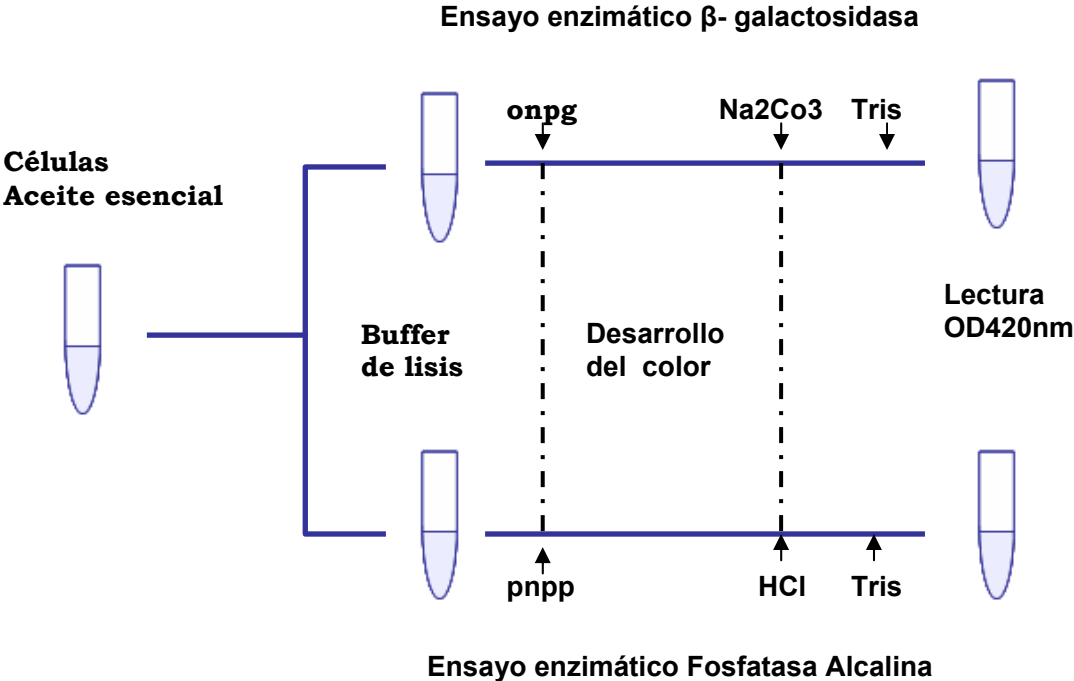 Ensayo enzimático β- galactosidasa
onpg
Na2Co3
Tris
Células
Aceite esencial
Lectura
OD420nm
Buffer
de lisis
Desarrollo
del color
pnpp
HCl
Tris
Ensayo enzimático Fosfatasa Alcalina